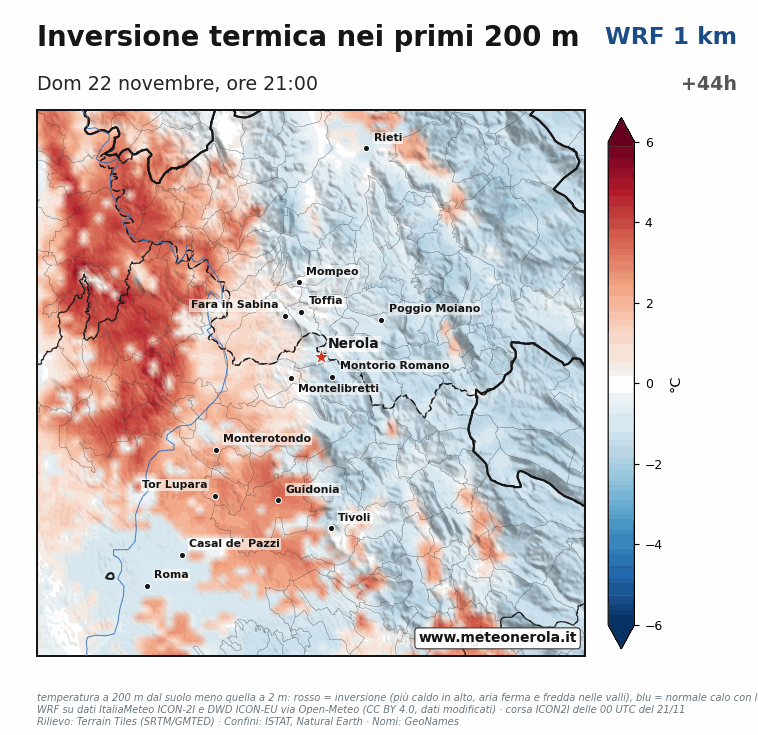 Inversione termica nei primi 200 m
WRF 1 km
Dom 22 novembre, ore 21:00
+44h
Rieti
Mompeo
Fara in Sabina
Toffia
Poggio Moiano
Nerola
Montorio Romano
Montelibretti
Monterotondo
Tor Lupara
Guidonia
Tivoli
Casal de' Pazzi
Roma
www.meteonerola.it
6
4
2
0
−2
−4
−6
°C
temperatura a 200 m dal suolo meno quella a 2 m: rosso = inversione (più caldo in alto, aria ferma e fredda nelle valli), blu = normale calo con l
WRF su dati ItaliaMeteo ICON-2I e DWD ICON-EU via Open-Meteo (CC BY 4.0, dati modificati) · corsa ICON2I delle 00 UTC del 21/11
Rilievo: Terrain Tiles (SRTM/GMTED) · Confini: ISTAT, Natural Earth · Nomi: GeoNames